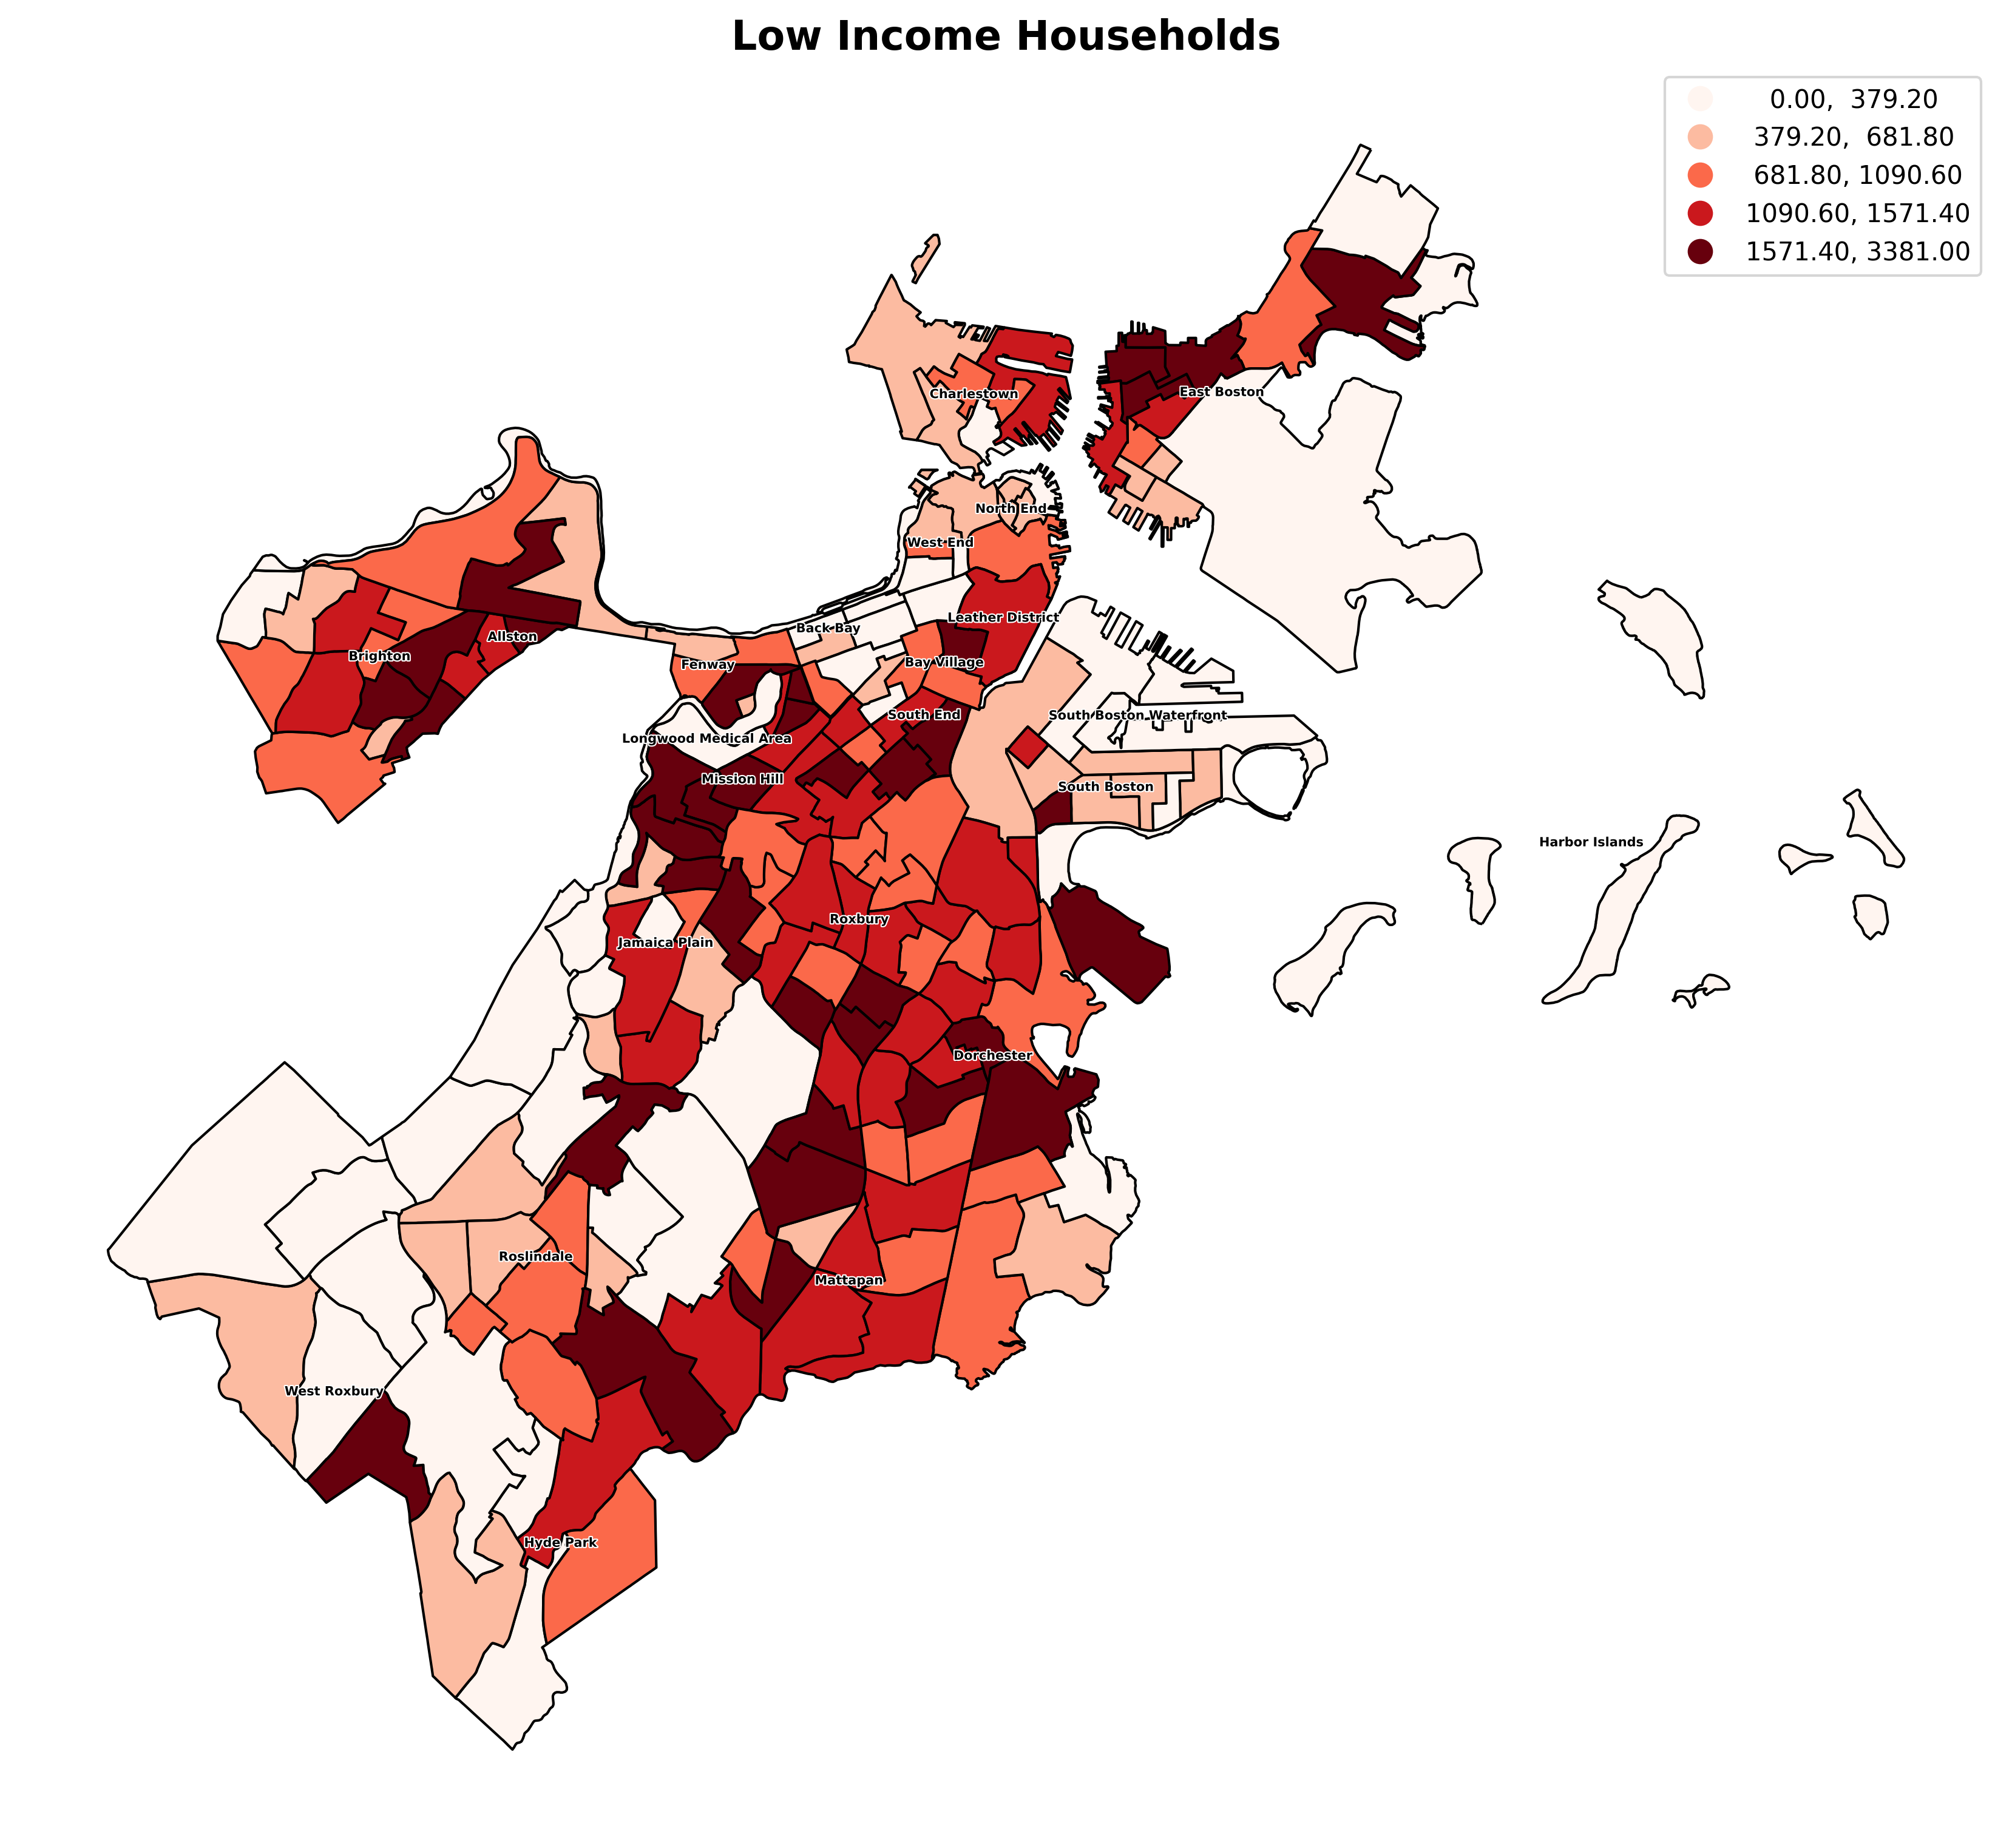 Low Income Households
0.00, 379.20
379.20, 681.80
681.80, 1090.60
1090.60, 1571.40
1571.40, 3381.00
East Boston
Charlestown
North End
West End
Leather District
Back Bay
Allston
Brighton
Bay Village
Fenway
South End
South Boston Waterfront
Longwood Medical Area
Mission Hill
South Boston
Harbor Islands
Roxbury
Jamaica Plain
Dorchester
Roslindale
Mattapan
West Roxbury
Hyde Park